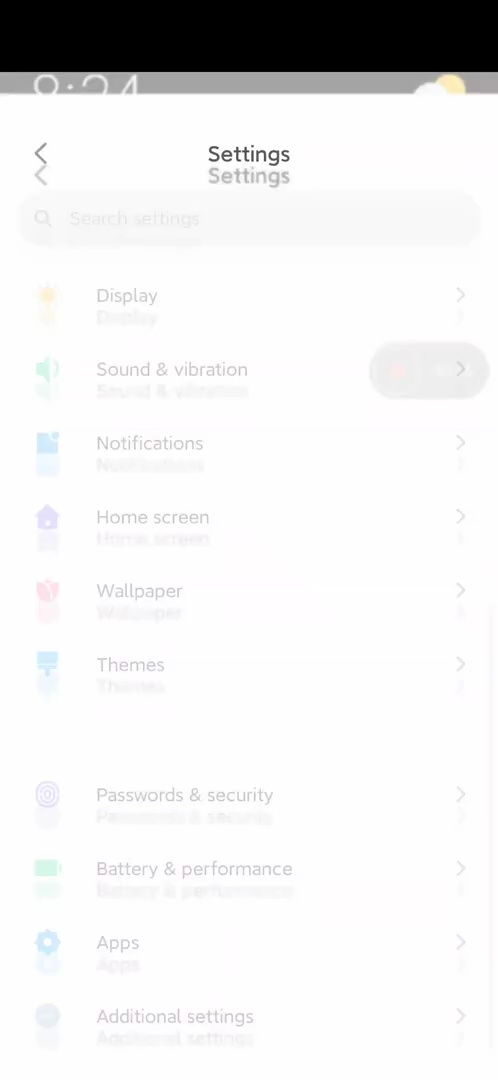 8:24
Settings
Settings
Search settings
Display
Display
Sound & vibration
Sound & vibration
Notifications
Notifications
Home screen
Home screen
Wallpaper
Wallpaper
Themes
Themes
Passwords & security
Passwords & security
Battery & performance
Battery & performance
Apps
Apps
Additional settings
Additional settings